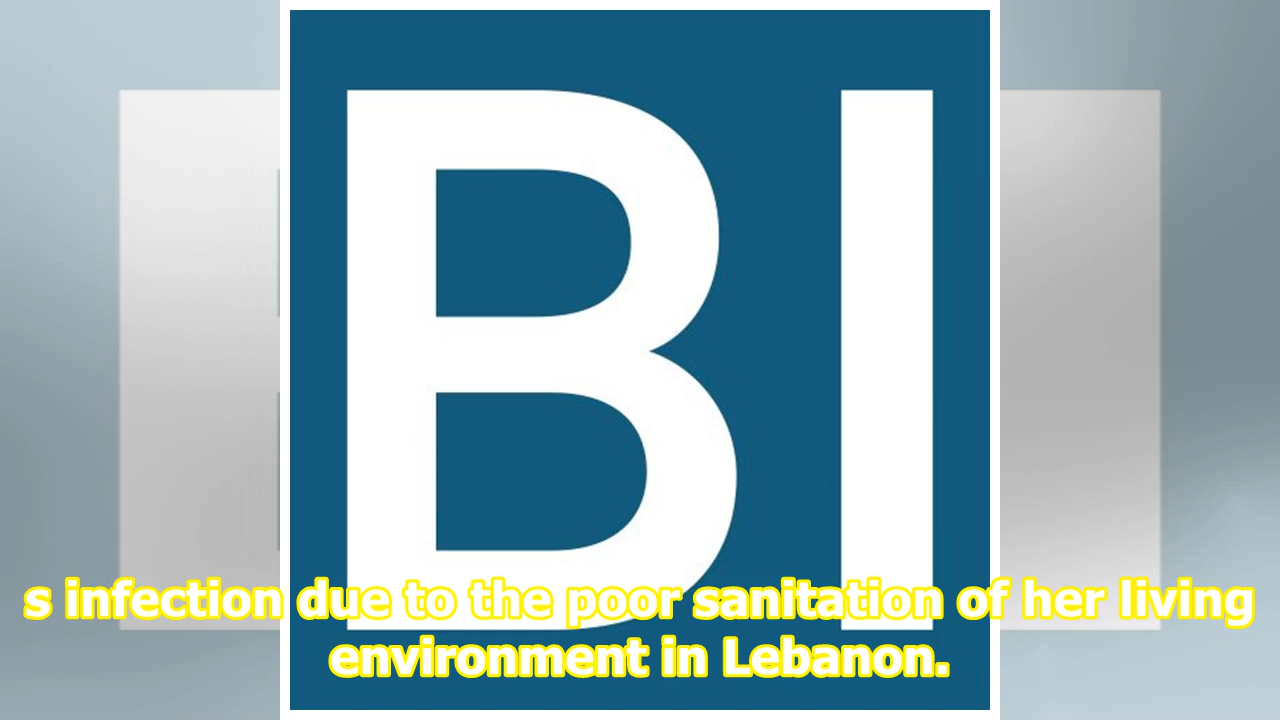 BI
s infection due to the poor sanitation of her living
environment in Lebanon.